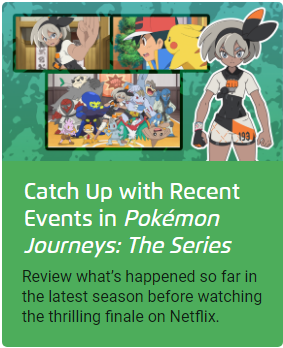 193
Catch Up with Recent
Events in Pokémon
Journeys: The Series
Review what's happened so far in
the latest season before watching
the thrilling finale on Netflix.